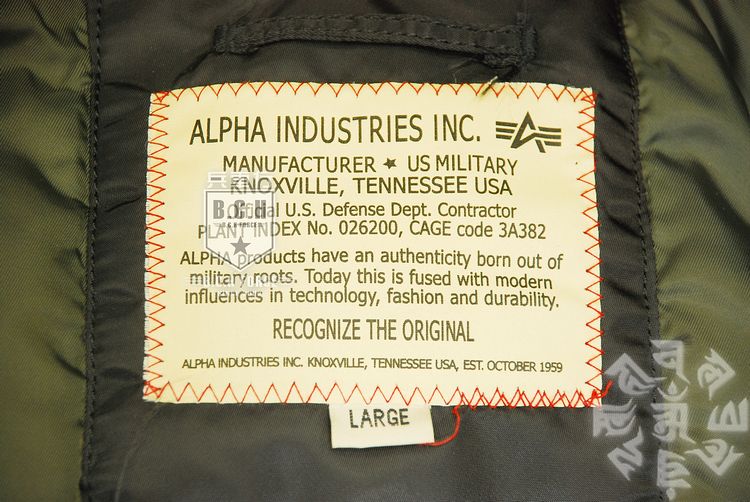 ALPHA INDUSTRIES INC.
MANUFACTURER ★ US MILITARY
KNOXVILLE, TENNESSEE USA
Official U.S. Defense Dept. Contractor
PLANT INDEX No. 026200, CAGE code 3A382
ALPHA products have an authenticity born out of
military roots. Today this is fused with modern
influences in technology, fashion and durability.
RECOGNIZE THE ORIGINAL
ALPHA INDUSTRIES INC. KNOXVILLE, TENNESSEE USA, EST. OCTOBER 1959
LARGE
B.G.H